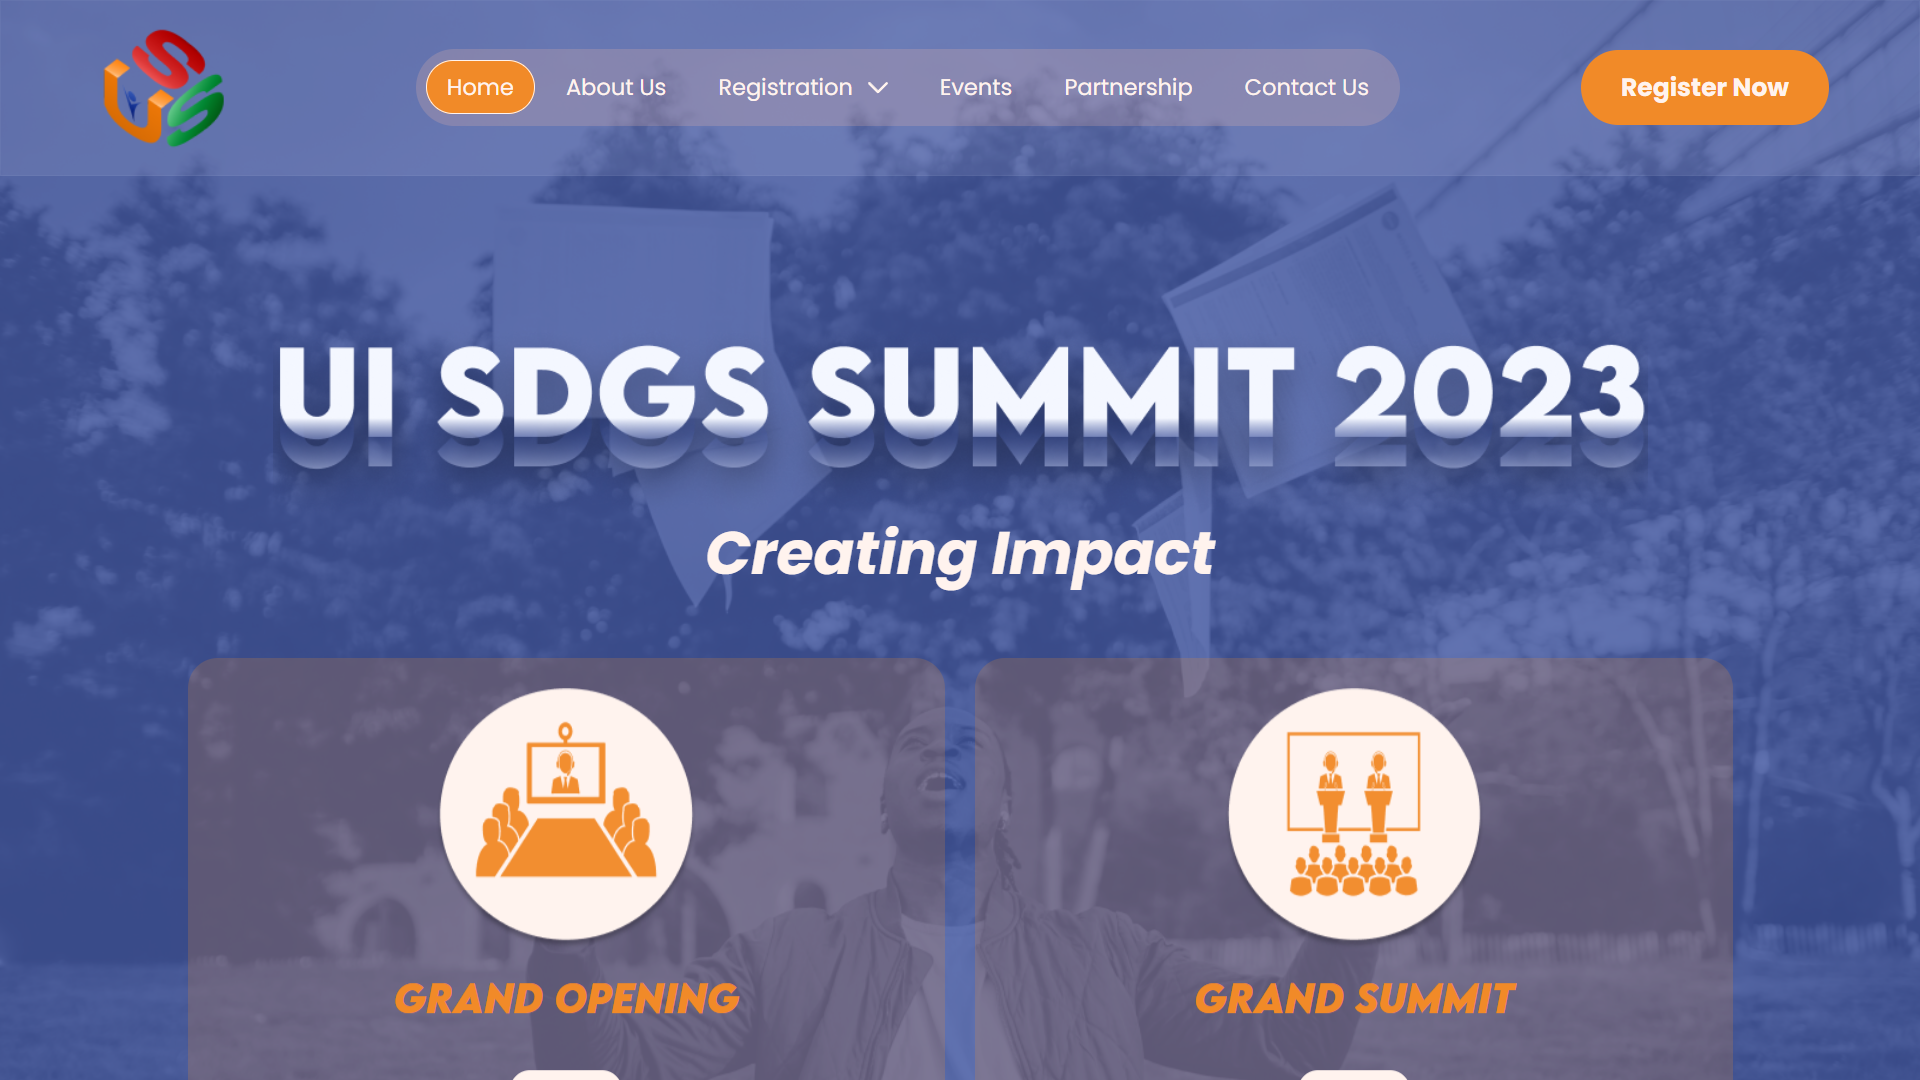 Home
About Us
Registration
Events
Partnership
Contact Us
Register Now
UI SDGS SUMMIT 2023
Creating Impact
GRAND OPENING
GRAND SUMMIT